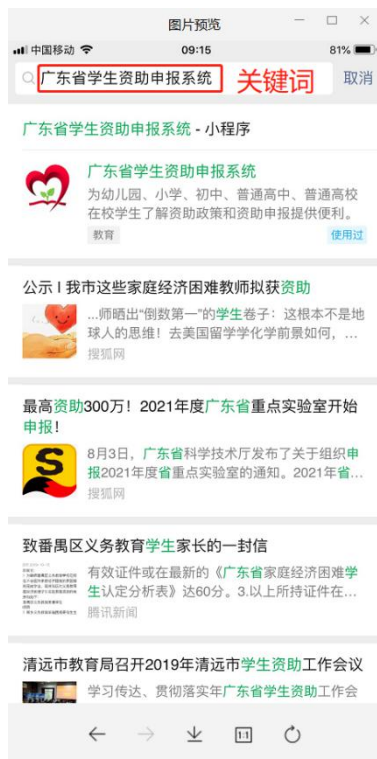 图片预览
中国移动
09:15
81%
广东省学生资助申报系统
关键词
取消
广东省学生资助申报系统 - 小程序
广东省学生资助申报系统
为幼儿园、小学、初中、普通高中、普通高校
在校学生了解资助政策和资助申报提供便利。
教育
使用过
公示 | 我市这些家庭经济困难教师拟获资助
...师晒出“倒数第一”的学生卷子：这根本不是地
球人的思维！去美国留学学化学前景如何，...
搜狐网
最高资助300万！2021年度广东省重点实验室开始
申报！
8月3日，广东省科学技术厅发布了关于组织申
报2021年度省重点实验室的通知。2021年省...
搜狐网
致番禺区义务教育学生家长的一封信
有效证件或在最新的《广东省家庭经济困难学
生认定分析表》达60分。3.以上所持证件在...
腾讯新闻
清远市教育局召开2019年清远市学生资助工作会议
学习传达、贯彻落实年广东省学生资助工作会
1:1